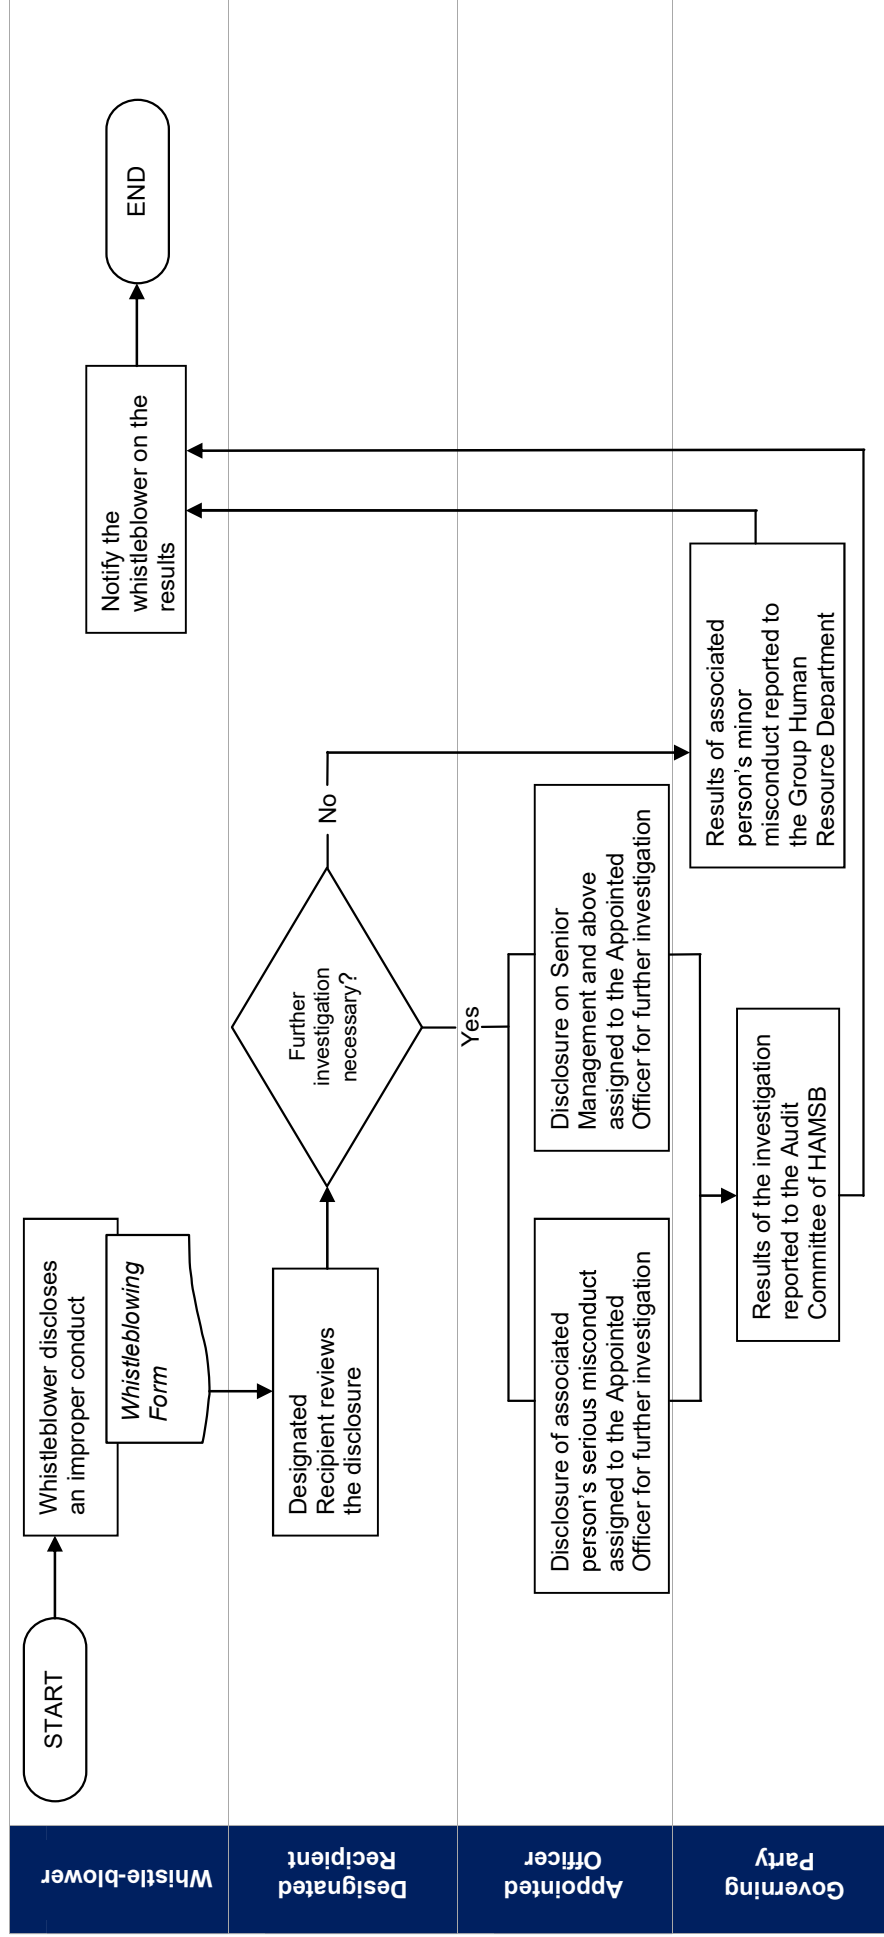 Whistle-blower
START
Whistleblower discloses
an improper conduct
Whistleblowing
Form
Notify the
whistleblower on the
results
END
Designated
Recipient
Designated
Recipient reviews
the disclosure
Further
investigation
necessary?
No
Yes
Appointed
Officer
Disclosure of associated
person's serious misconduct
assigned to the Appointed
Officer for further investigation
Disclosure on Senior
Management and above
assigned to the Appointed
Officer for further investigation
Governing
Party
Results of the investigation
reported to the Audit
Committee of HAMSB
Results of associated
person's minor
misconduct reported to
the Group Human
Resource Department